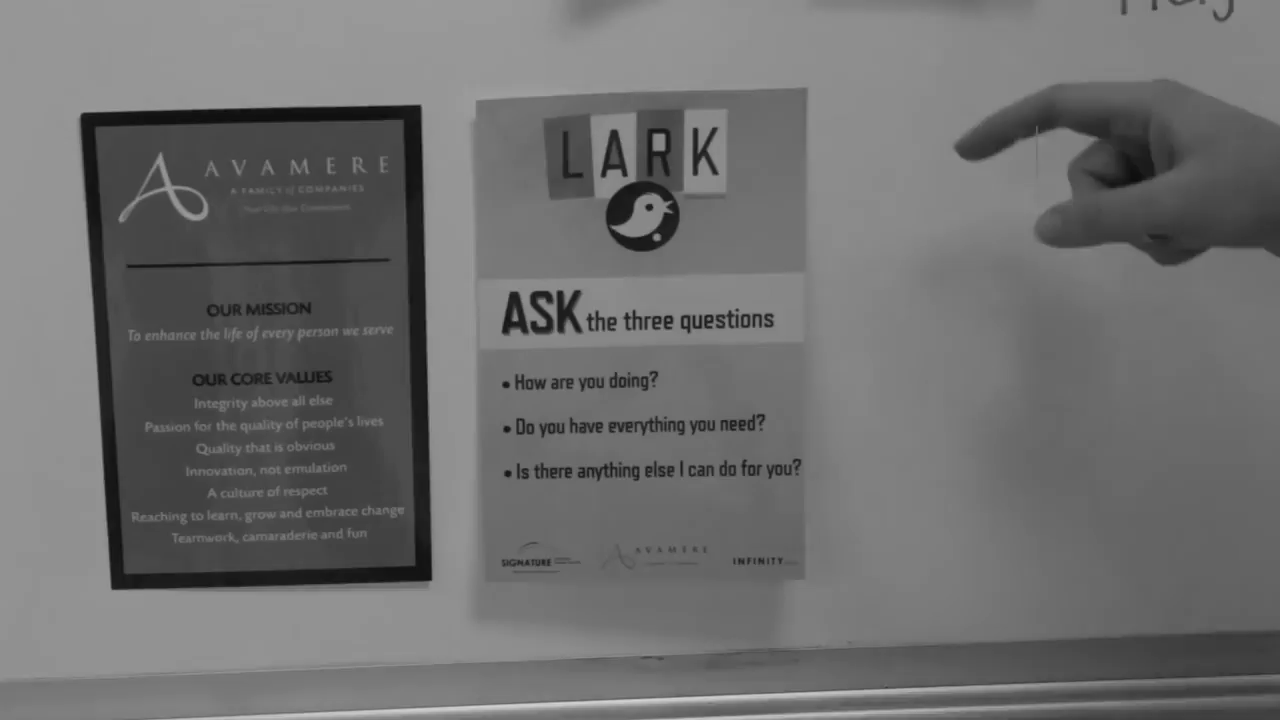 AVAMERE
A FAMILY of COMPANIES
OUR MISSION
To enhance the life of every person we serve
OUR CORE VALUES
Integrity above all else
Passion for the quality of people's lives
Quality that is obvious
Innovation, not emulation
A culture of respect
Reaching to learn, grow and embrace change
Teamwork, camaraderie and fun
LARK
ASK the three questions
• How are you doing?
• Do you have everything you need?
• Is there anything else I can do for you?
SIGNATURE
AVAMERE
INFINITY